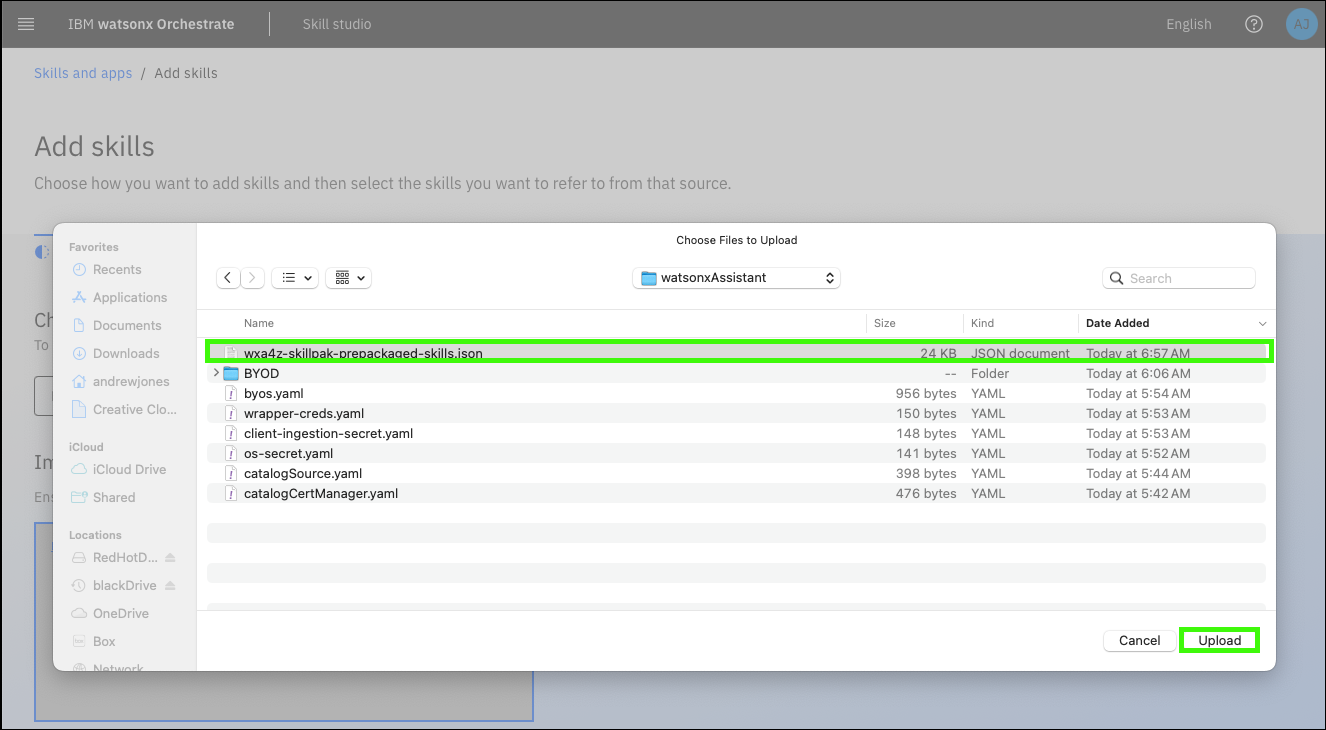 IBM watsonx Orchestrate Skill studio English AJ
Skills and apps / Add skills
Add skills
Choose how you want to add skills and then select the skills you want to refer to from that source.
Choose Files to Upload
Favorites
Recents
Applications
Documents
Downloads
andrewjones
Creative Clo...
iCloud
iCloud Drive
Shared
Locations
RedHotD...
blackDrive
OneDrive
Box
Network
watsonxAssistant
Search
Name Size Kind Date Added
wxa4z-skillpak-prepackaged-skills.json 24 KB JSON document Today at 6:57 AM
BYOD -- Folder Today at 6:06 AM
byos.yaml 956 bytes YAML Today at 5:54 AM
wrapper-creds.yaml 150 bytes YAML Today at 5:53 AM
client-ingestion-secret.yaml 148 bytes YAML Today at 5:53 AM
os-secret.yaml 141 bytes YAML Today at 5:52 AM
catalogSource.yaml 398 bytes YAML Today at 5:44 AM
catalogCertManager.yaml 476 bytes YAML Today at 5:42 AM
Cancel Upload
Ch
To
Im
Ens